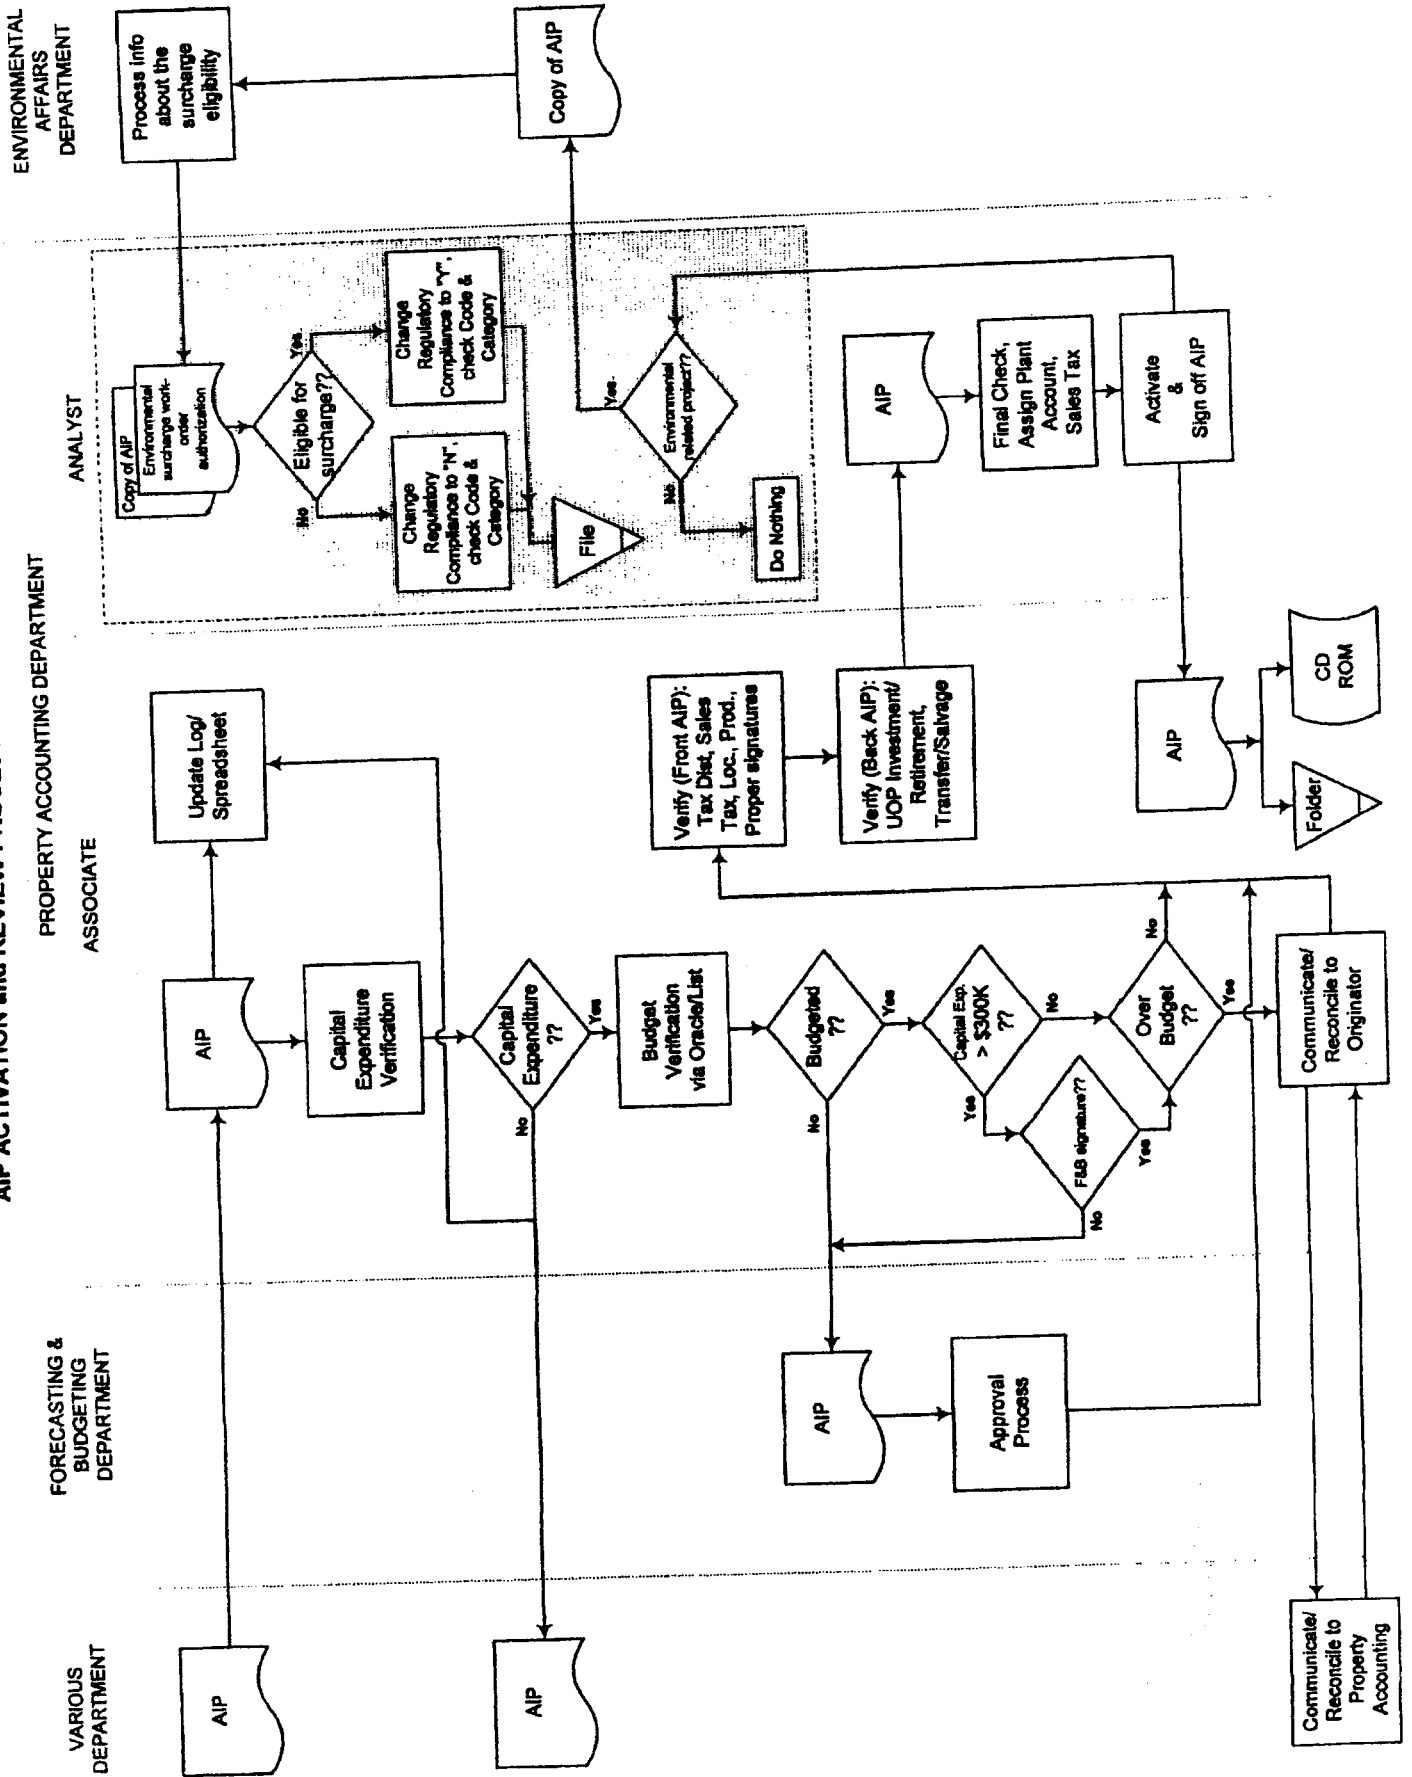 AIP ACTIVATION and REVIEW
PROPERTY ACCOUNTING DEPARTMENT
VARIOUS
DEPARTMENT
FORECASTING &
BUDGETING
DEPARTMENT
ASSOCIATE
ANALYST
ENVIRONMENTAL
AFFAIRS
DEPARTMENT
AIP
AIP
Update Log/
Spreadsheet
Copy of AIP
Environmental
surcharge work-
order
authorization
Process info
about the
surcharge
eligibility
Capital
Expenditure
Verification
Eligible for
surcharge??
Yes
No
Capital
Expenditure
??
No
Yes
AIP
Change
Regulatory
Compliance to "N",
check Code &
Category
Change
Regulatory
Compliance to "Y",
check Code &
Category
Copy of AIP
File
Budget
Verification
via Oracle/List
Environmental
related project??
Yes.
No.
Do Nothing
Budgeted
??
No
Yes
Verify (Front AIP):
Tax Dist, Sales
Tax, Loc., Prod.,
Proper signatures
AIP
AIP
Capital Exp.
> $300K
??
Yes
No
Verify (Back AIP):
UOP Investment/
Retirement,
Transfer/Salvage
Final Check,
Assign Plant
Account,
Sales Tax
Approval
Process
F&B signature??
No
Yes
Over
Budget
??
No
Yes
Activate
&
Sign off AIP
AIP
Communicate/
Reconcile to
Originator
Folder
CD
ROM
Communicate/
Reconcile to
Property
Accounting